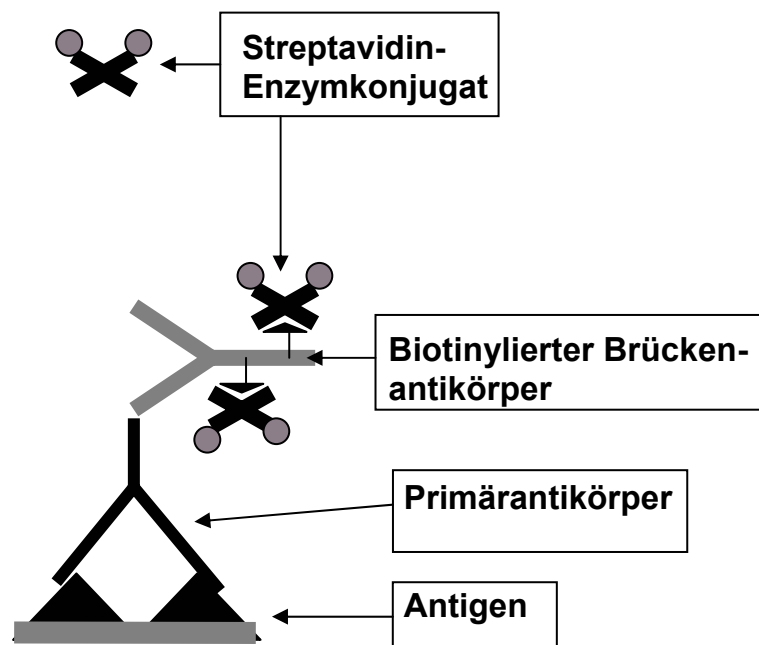 Streptavidin-
Enzymkonjugat
Biotinylierter Brücken-
antikörper
Primärantikörper
Antigen